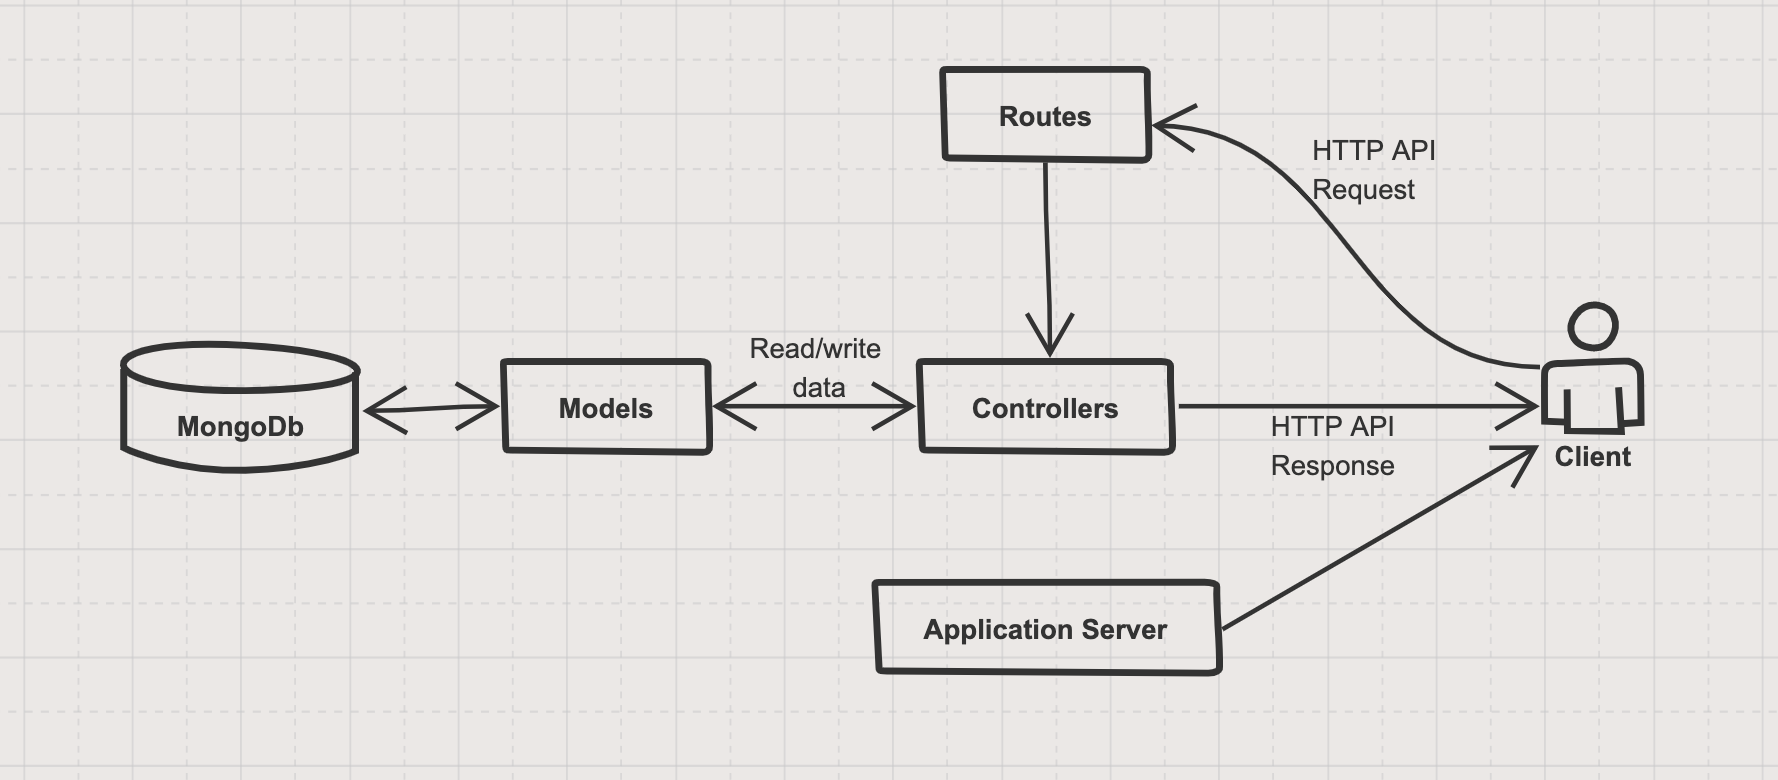 Routes
HTTP API
Request
Read/write
data
MongoDb
Models
Controllers
HTTP API
Response
Client
Application Server